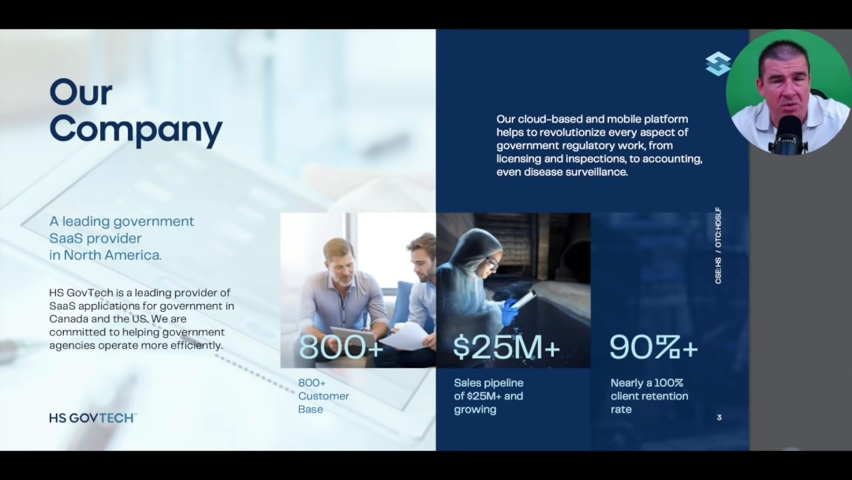 Our
Company
A leading government
SaaS provider
in North America.
HS GovTech is a leading provider of
SaaS applications for government in
Canada and the US. We are
committed to helping government
agencies operate more efficiently.
HS GOVTECH™
Our cloud-based and mobile platform
helps to revolutionize every aspect of
government regulatory work, from
licensing and inspections, to accounting,
even disease surveillance.
CSE:HS / OTC:HDSLF
800+
800+
Customer
Base
$25M+
Sales pipeline
of $25M+ and
growing
90%+
Nearly a 100%
client retention
rate
3